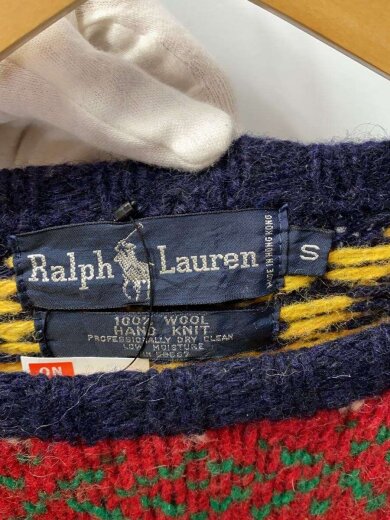 Ralph Lauren
MADE IN HONG KONG
S
100% WOOL
HAND KNIT
PROFESSIONALLY DRY CLEAN
LOW MOISTURE
ON